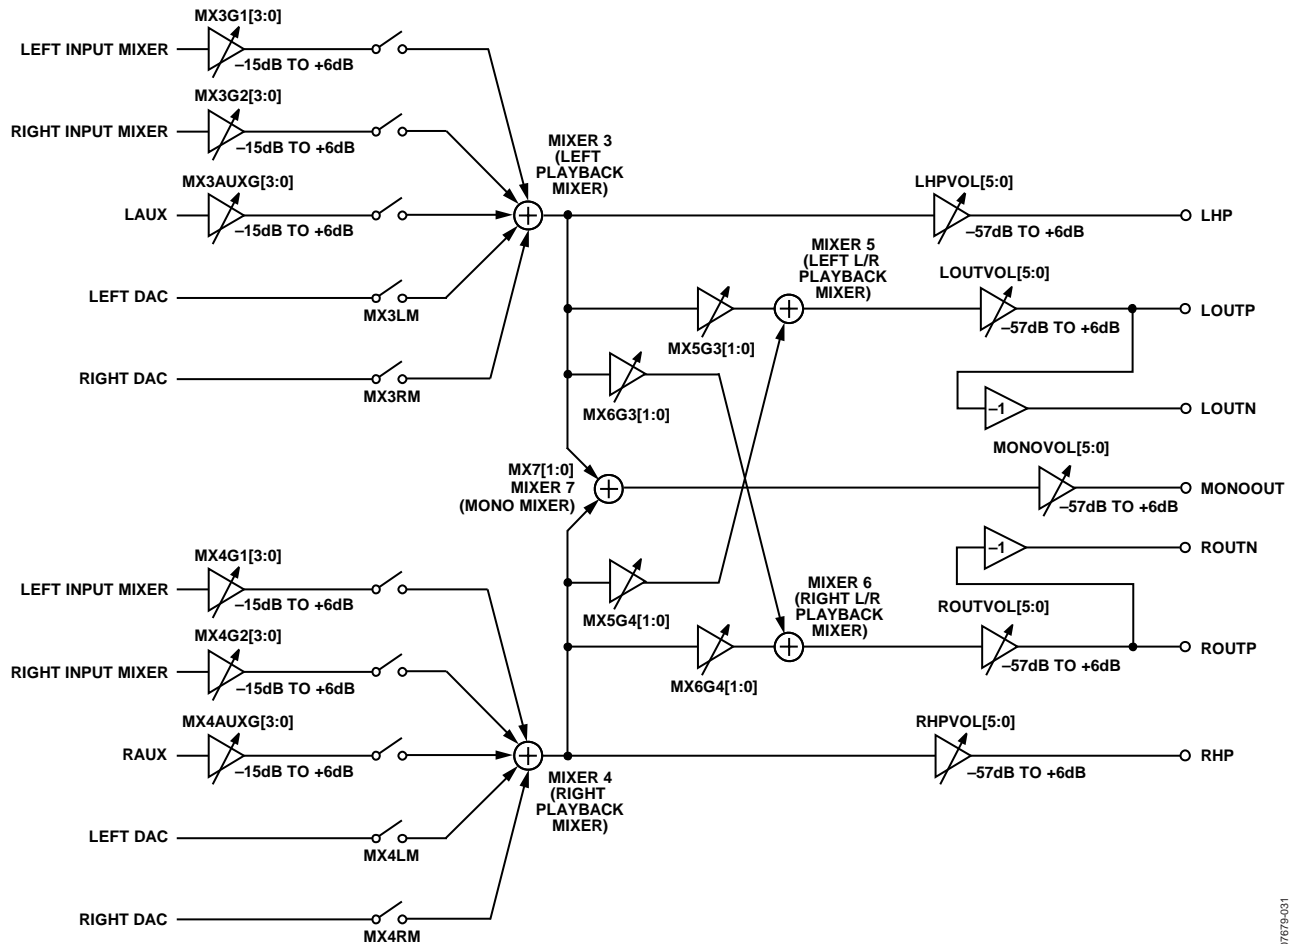 MX3G1[3:0]
LEFT INPUT MIXER
–15dB TO +6dB
MX3G2[3:0]
RIGHT INPUT MIXER
–15dB TO +6dB
MX3AUXG[3:0]
LAUX
–15dB TO +6dB
LEFT DAC
MX3LM
RIGHT DAC
MX3RM
MIXER 3
(LEFT
PLAYBACK
MIXER)
LHPVOL[5:0]
–57dB TO +6dB
LHP
MIXER 5
(LEFT L/R
PLAYBACK
MIXER)
LOUTVOL[5:0]
–57dB TO +6dB
LOUTP
MX5G3[1:0]
MX6G3[1:0]
–1
LOUTN
MX7[1:0]
MIXER 7
(MONO MIXER)
MONOVOL[5:0]
–57dB TO +6dB
MONOOUT
–1
ROUTN
MX5G4[1:0]
MIXER 6
(RIGHT L/R
PLAYBACK
MIXER)
ROUTVOL[5:0]
–57dB TO +6dB
ROUTP
MX6G4[1:0]
MX4G1[3:0]
LEFT INPUT MIXER
–15dB TO +6dB
MX4G2[3:0]
RIGHT INPUT MIXER
–15dB TO +6dB
MX4AUXG[3:0]
RAUX
–15dB TO +6dB
LEFT DAC
MX4LM
RIGHT DAC
MX4RM
MIXER 4
(RIGHT
PLAYBACK
MIXER)
RHPVOL[5:0]
–57dB TO +6dB
RHP
07679-031